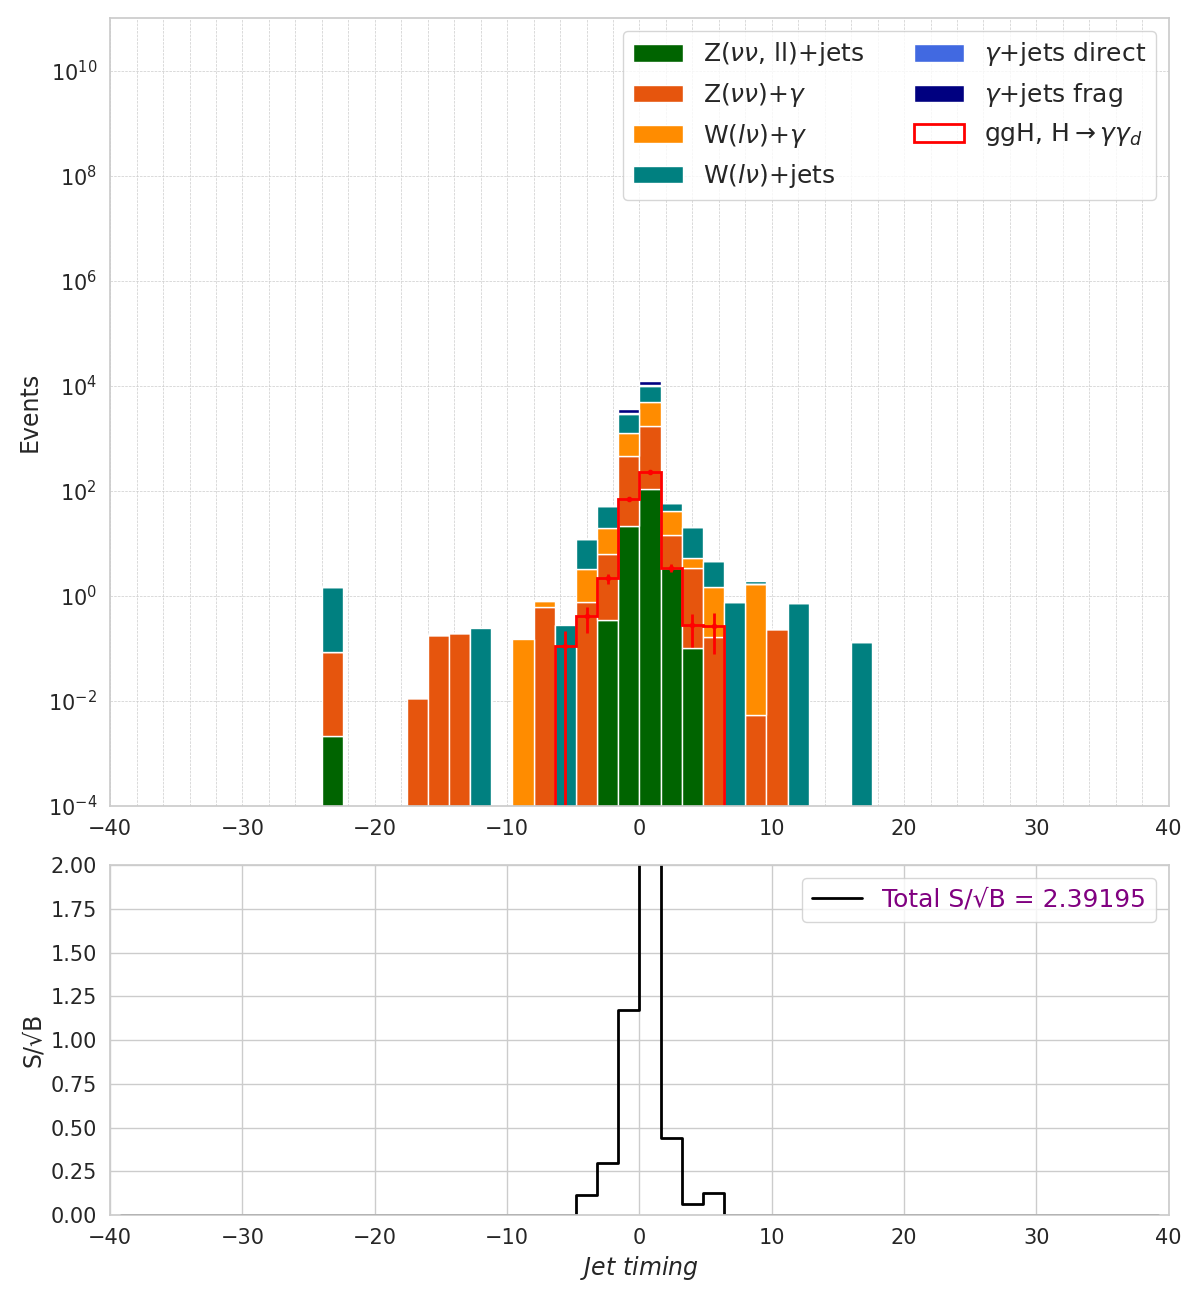 Z(νν, ll)+jets
Z(νν)+γ
W(lν)+γ
W(lν)+jets
γ+jets direct
γ+jets frag
ggH, H→γγ_d
10^10
10^8
10^6
10^4
10^2
10^0
10^−2
10^−4
Events
−40 −30 −20 −10 0 10 20 30 40
Total S/√B = 2.39195
2.00
1.75
1.50
1.25
1.00
0.75
0.50
0.25
0.00
S/√B
−40 −30 −20 −10 0 10 20 30 40
Jet timing